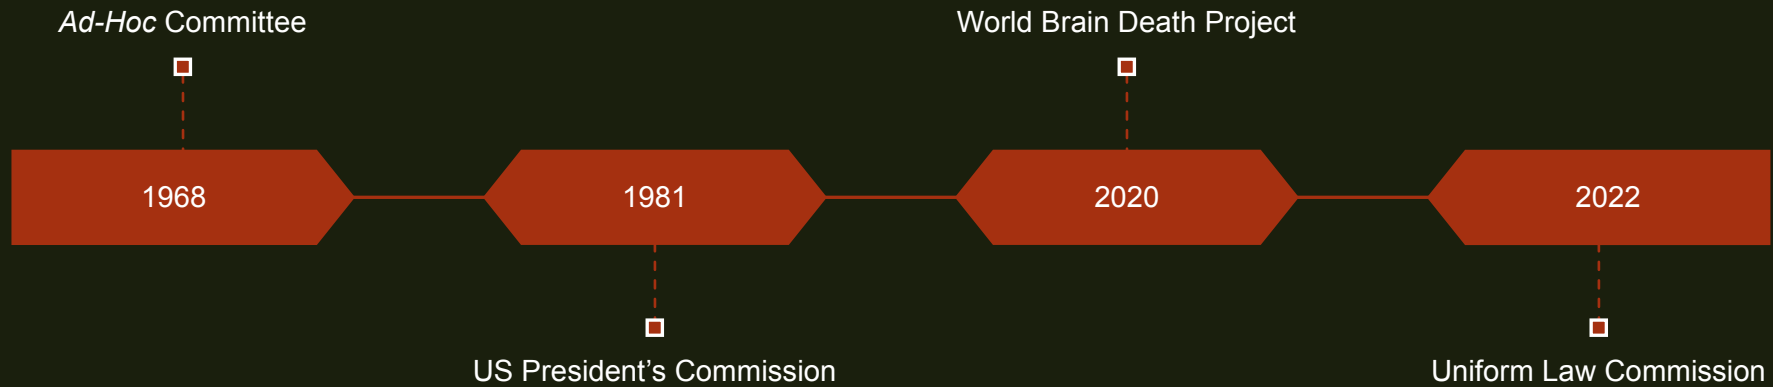 Ad-Hoc Committee
World Brain Death Project
1968
1981
2020
2022
US President’s Commission
Uniform Law Commission